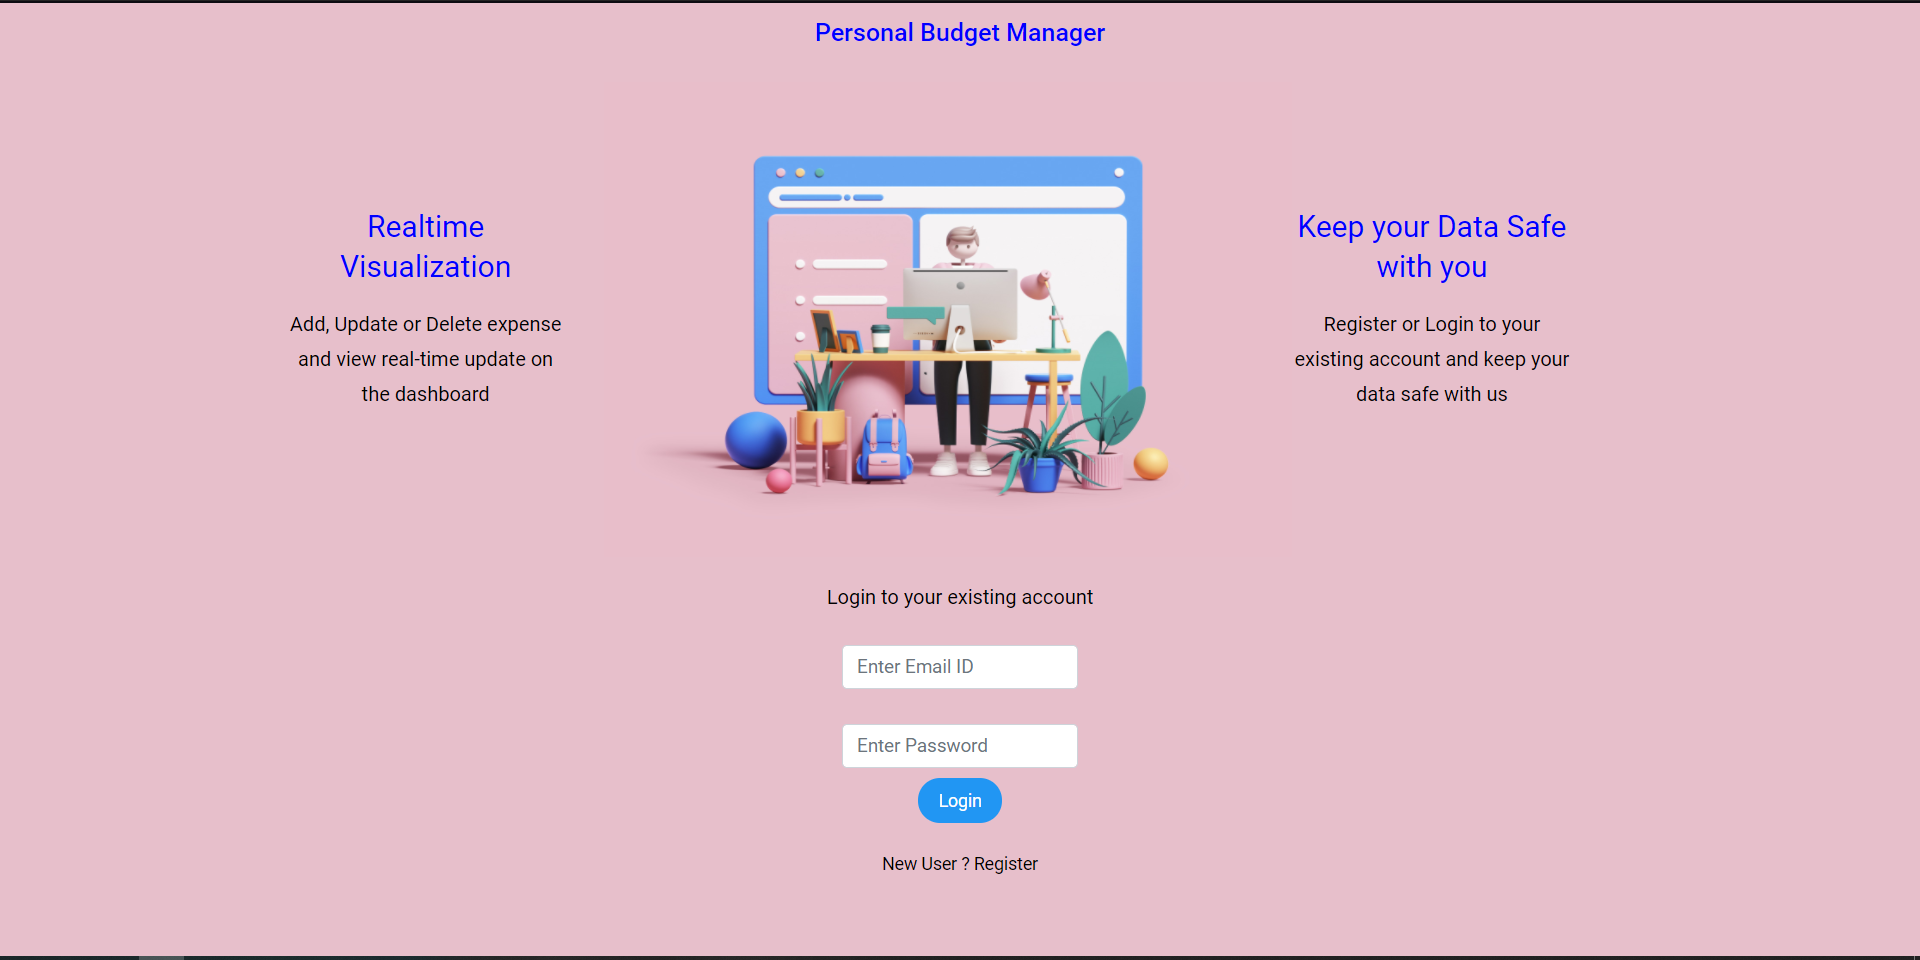 Personal Budget Manager
Realtime
Visualization
Add, Update or Delete expense
and view real-time update on
the dashboard
Keep your Data Safe
with you
Register or Login to your
existing account and keep your
data safe with us
Login to your existing account
Enter Email ID
Enter Password
Login
New User ? Register